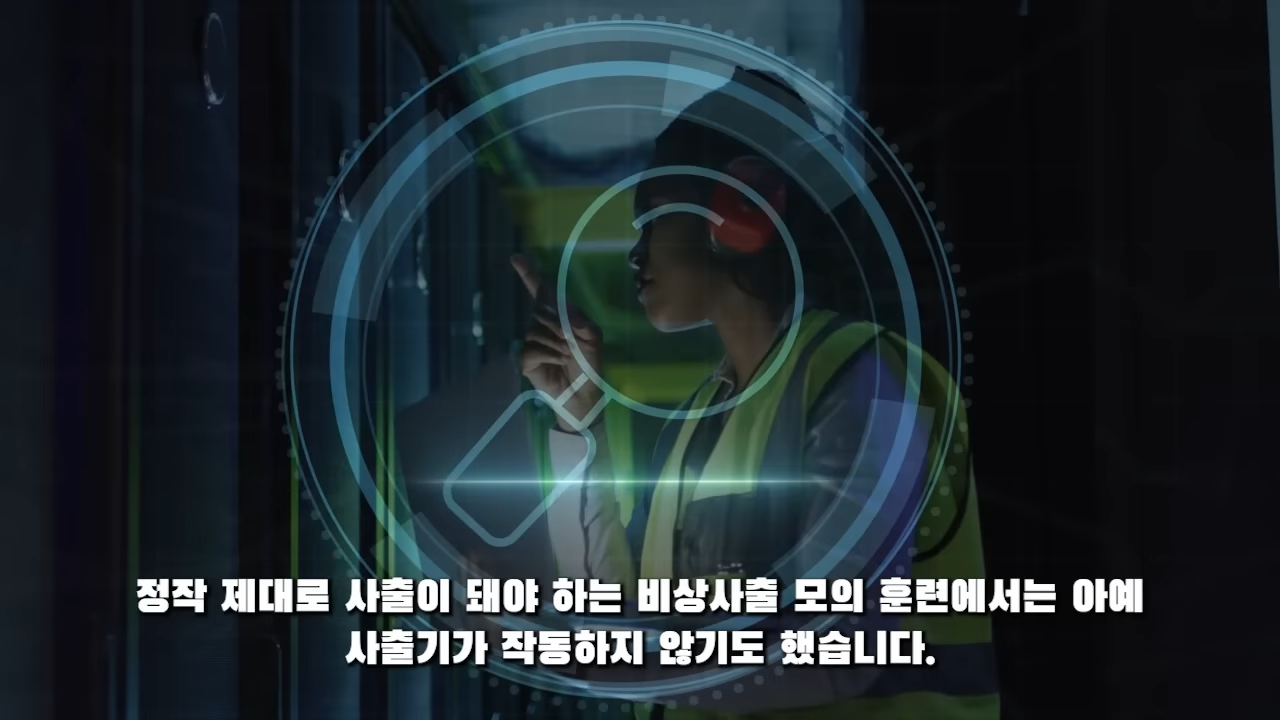 정작 제대로 사출이 돼야 하는 비상사출 모의 훈련에서는 아예
사출기가 작동하지 않기도 했습니다.